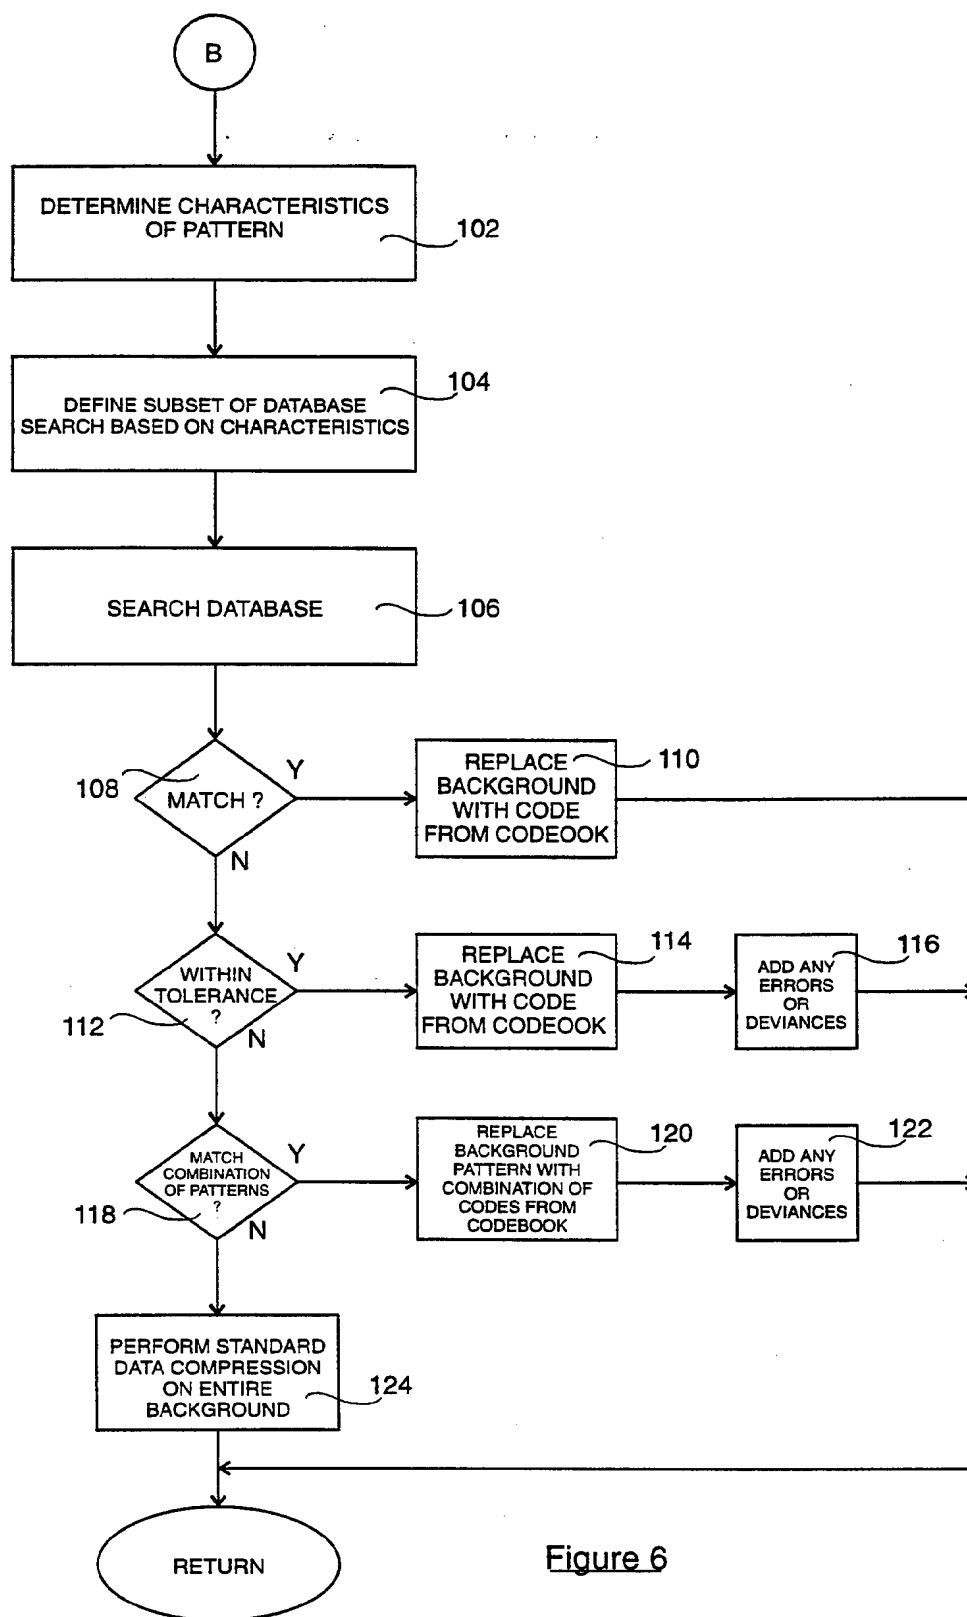 B
DETERMINE CHARACTERISTICS
OF PATTERN
102
DEFINE SUBSET OF DATABASE
SEARCH BASED ON CHARACTERISTICS
104
SEARCH DATABASE
106
108
MATCH ?
Y
N
REPLACE
BACKGROUND
WITH CODE
FROM CODEOOK
110
WITHIN
TOLERANCE
?
112
Y
N
REPLACE
BACKGROUND
WITH CODE
FROM CODEOOK
114
ADD ANY
ERRORS
OR
DEVIANCES
116
MATCH
COMBINATION
OF PATTERNS
?
118
Y
N
REPLACE
BACKGROUND
PATTERN WITH
COMBINATION OF
CODES FROM
CODEBOOK
120
ADD ANY
ERRORS
OR
DEVIANCES
122
PERFORM STANDARD
DATA COMPRESSION
ON ENTIRE
BACKGROUND
124
RETURN
Figure 6